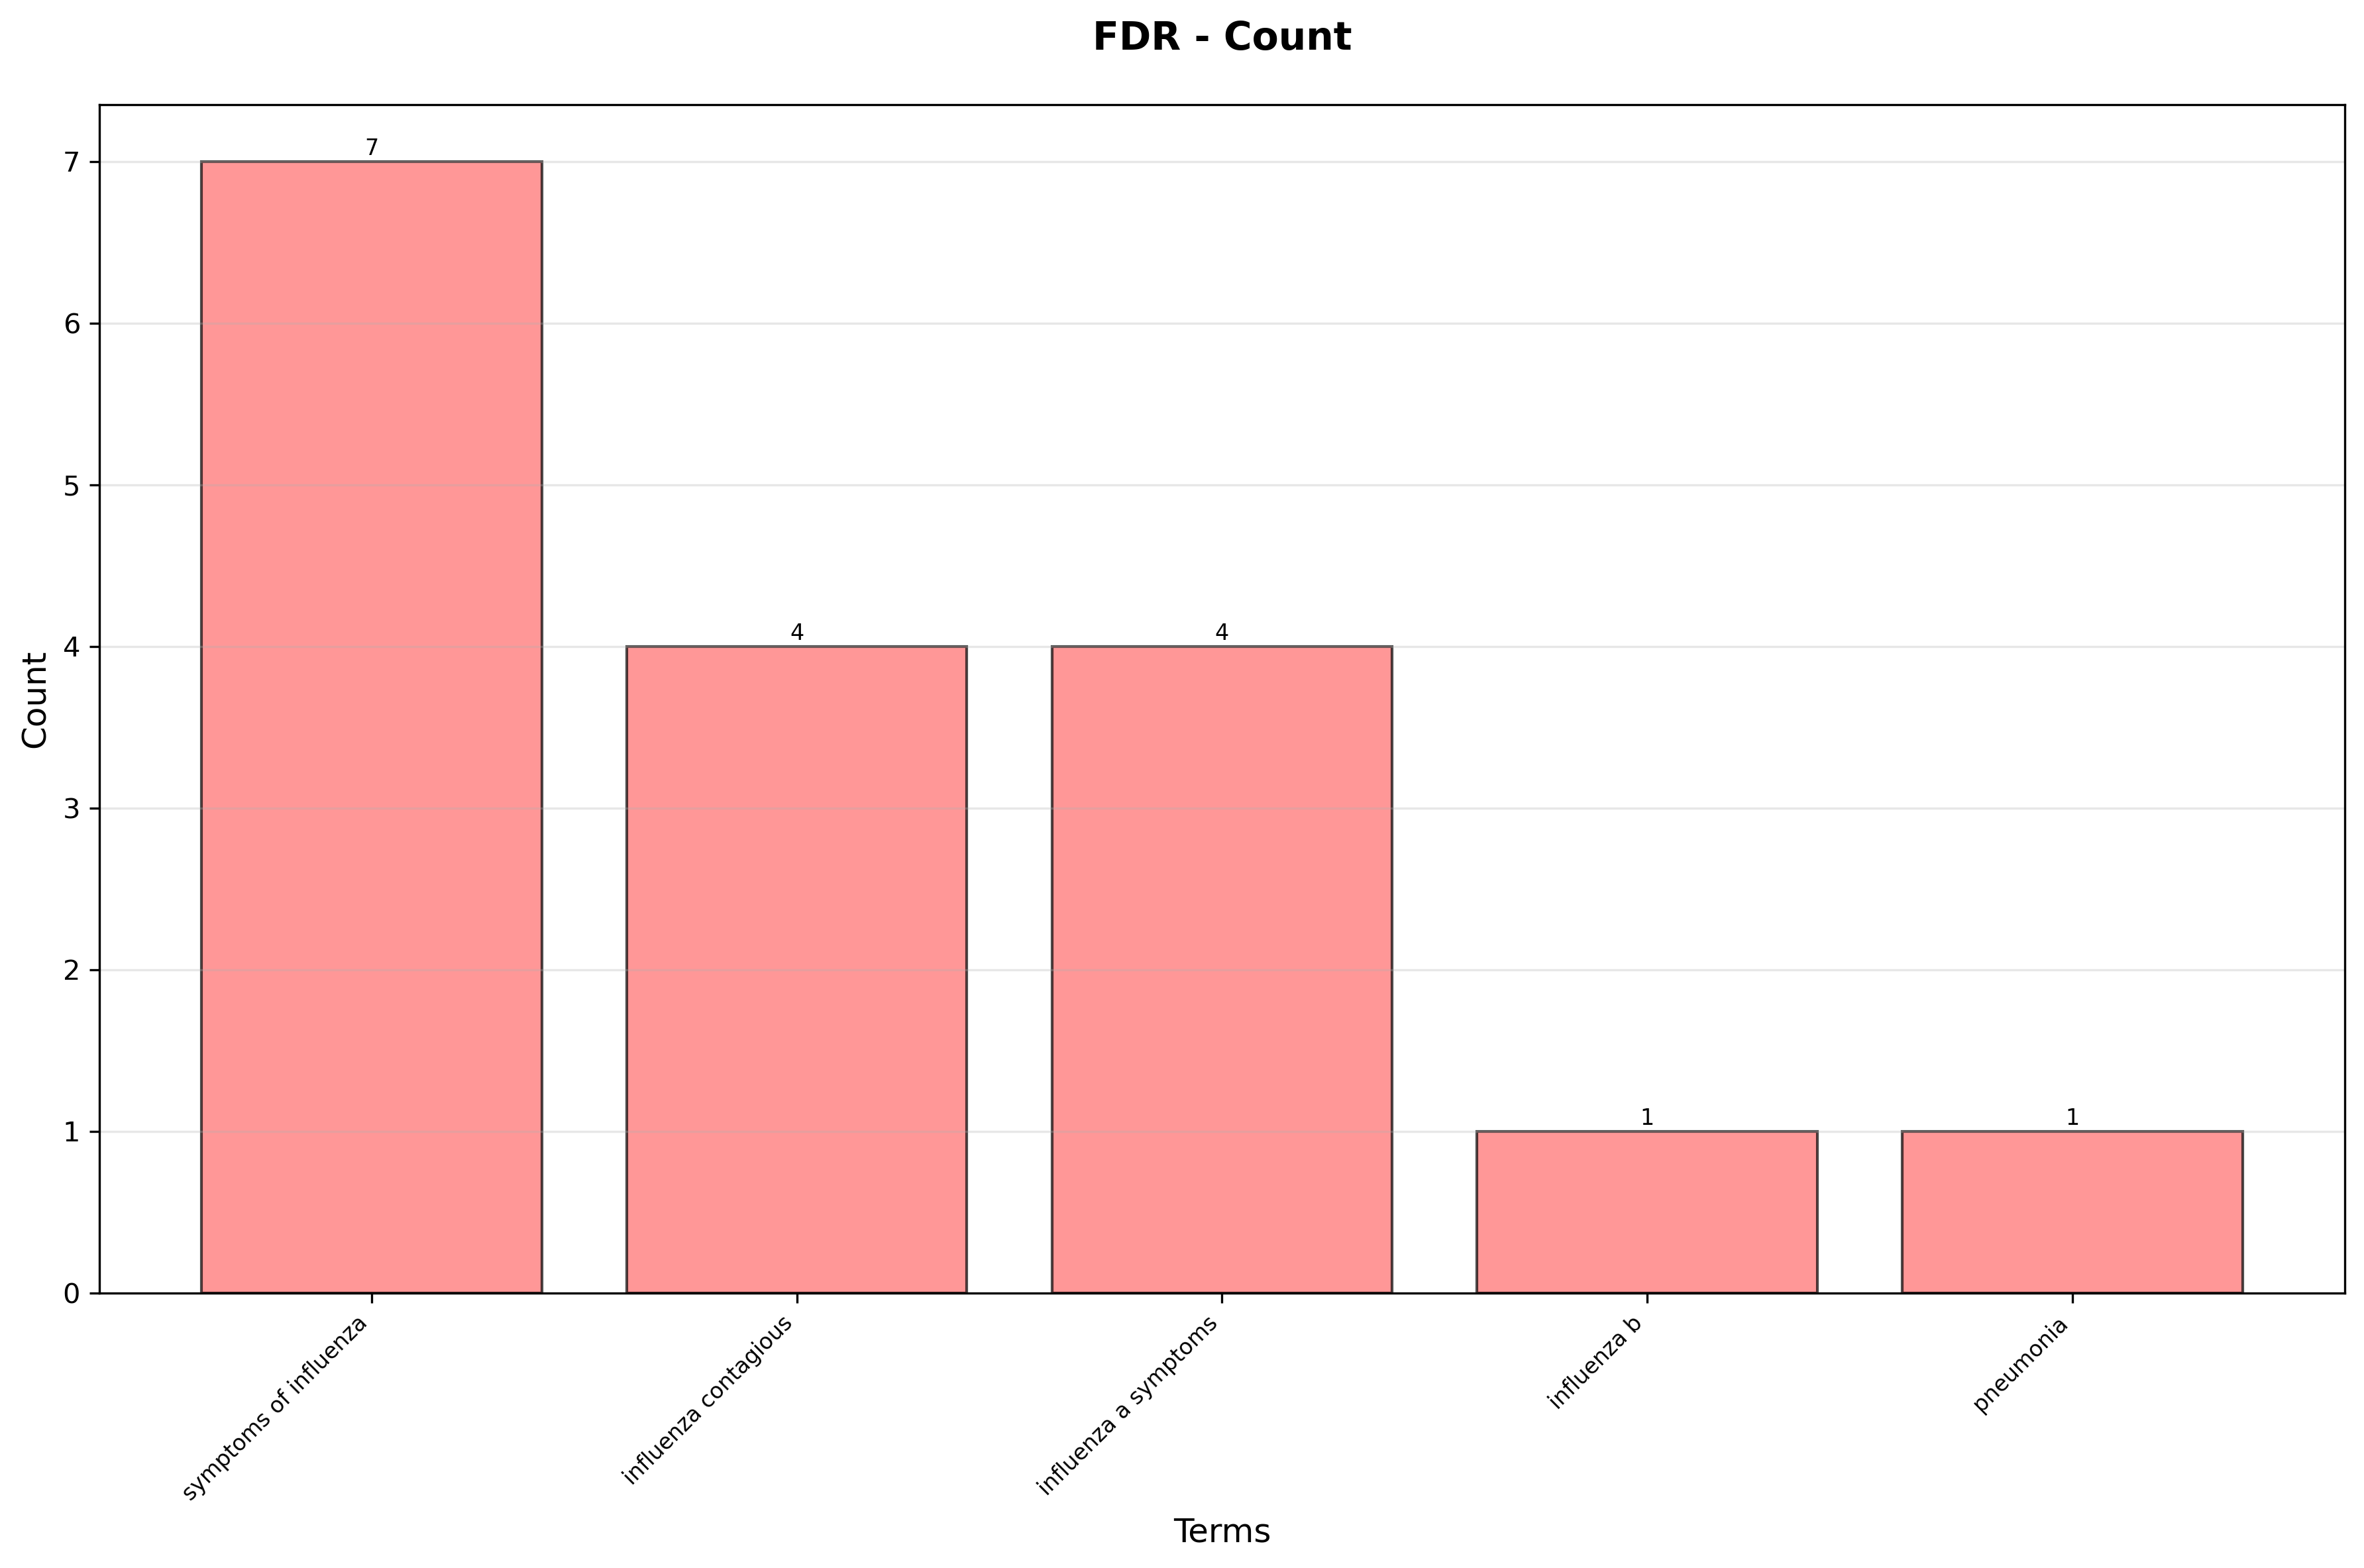 FDR - Count
7
4
4
1
1
7
6
5
4
3
2
1
0
Count
symptoms of influenza
influenza contagious
influenza a symptoms
influenza b
pneumonia
Terms